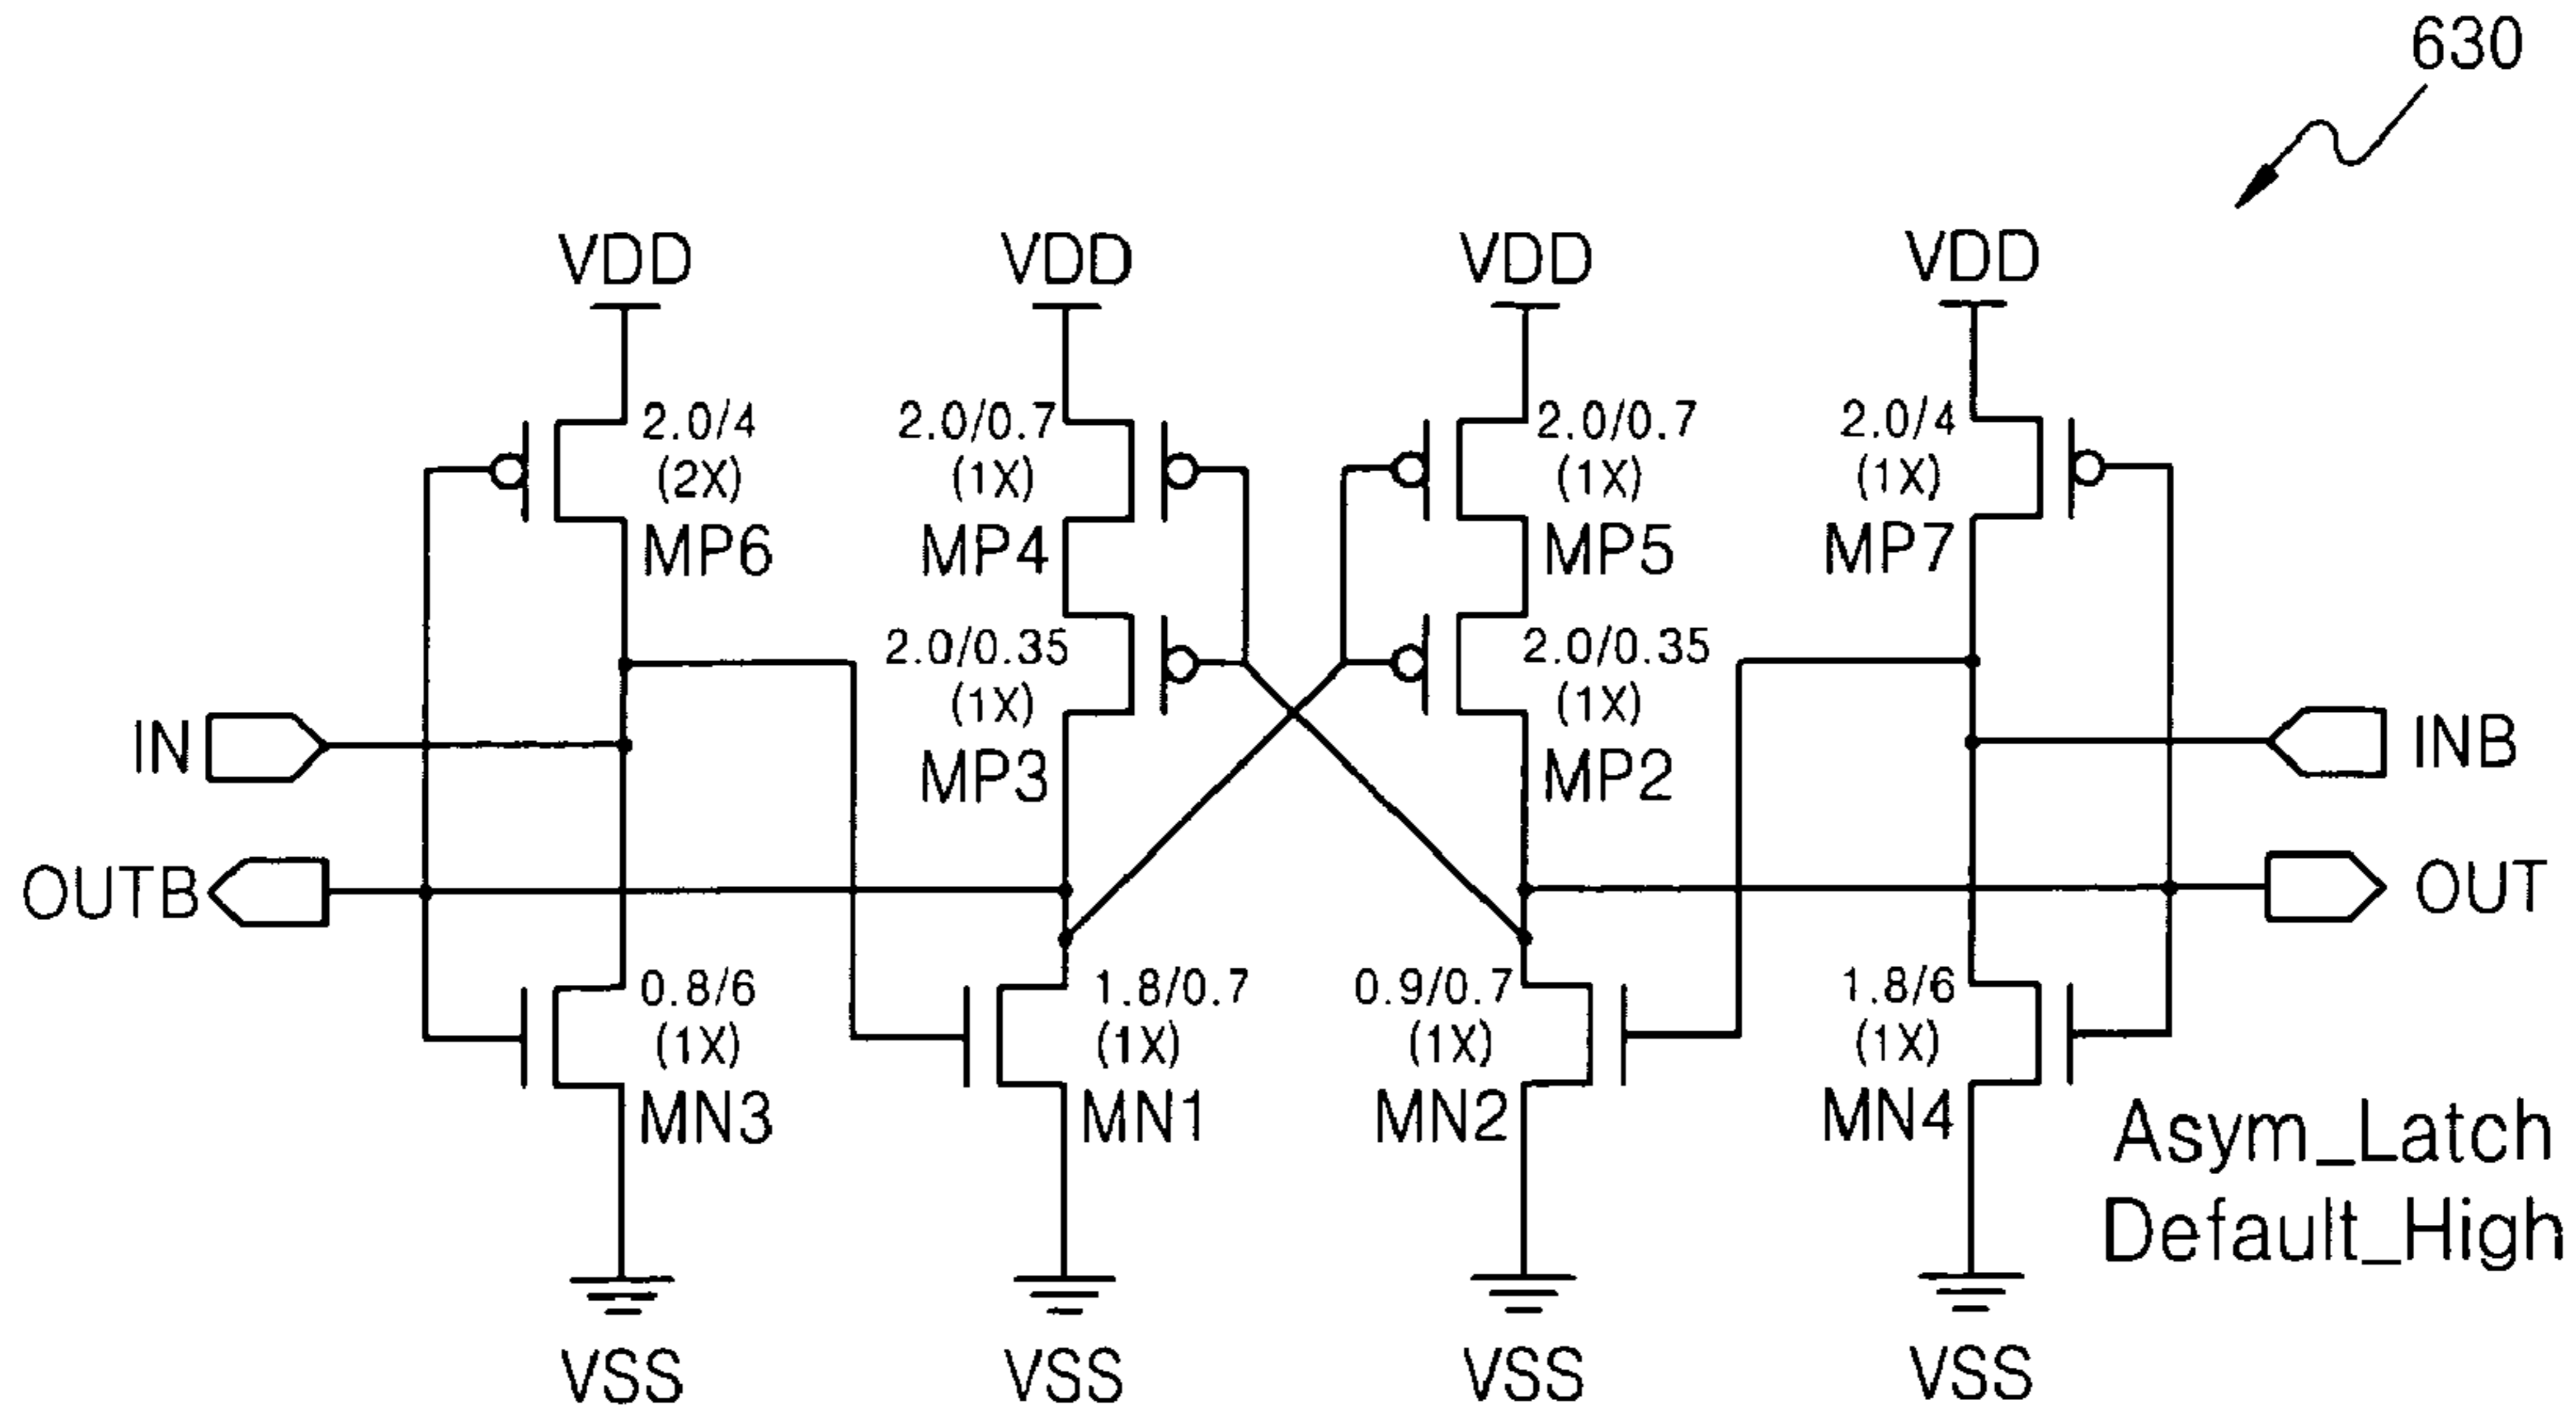 630
VDD
VDD
VDD
VDD
2.0/4
(2X)
MP6
2.0/0.7
(1X)
MP4
2.0/0.7
(1X)
MP5
2.0/4
(1X)
MP7
2.0/0.35
(1X)
MP3
2.0/0.35
(1X)
MP2
IN
INB
OUTB
OUT
0.8/6
(1X)
MN3
1.8/0.7
(1X)
MN1
0.9/0.7
(1X)
MN2
1.8/6
(1X)
MN4
Asym_Latch
Default_High
VSS
VSS
VSS
VSS